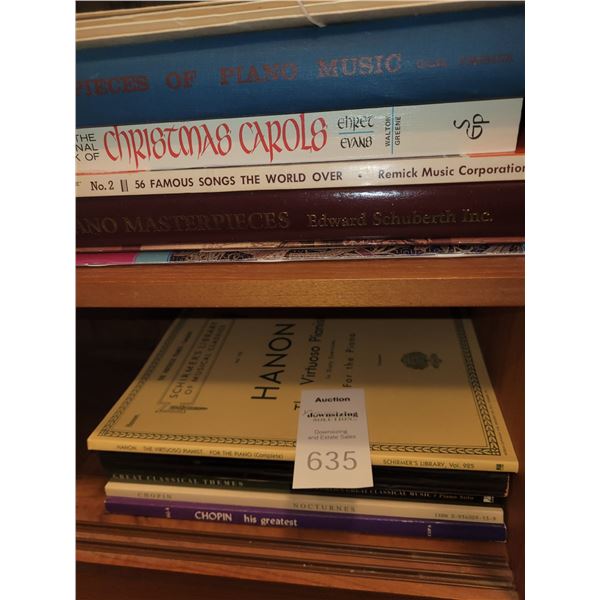 PIECES OF PIANO MUSIC
THE
NAL
K OF
CHRISTMAS CAROLS
EHRET
EVANS
WALTON
GREENE
No. 2 56 FAMOUS SONGS THE WORLD OVER • Remick Music Corporation
ANO MASTERPIECES Edward Schuberth Inc.
SCHIRMER'S LIBRARY
OF MUSICAL CLASSICS
HANON
Virtuoso Pian
For the Piano
Auction
downsizing
SOLUTIONS
Downsizing
and Estate Sales
635
HANON THE VIRTUOSO PIANIST FOR THE PIANO (Complete) SCHIRMER'S LIBRARY, Vol. 925
GREAT CLASSICAL THEMES
GREAT CLASSICAL MUSIC / Piano Solo
CHOPIN NOCTURNES
CHOPIN his greatest